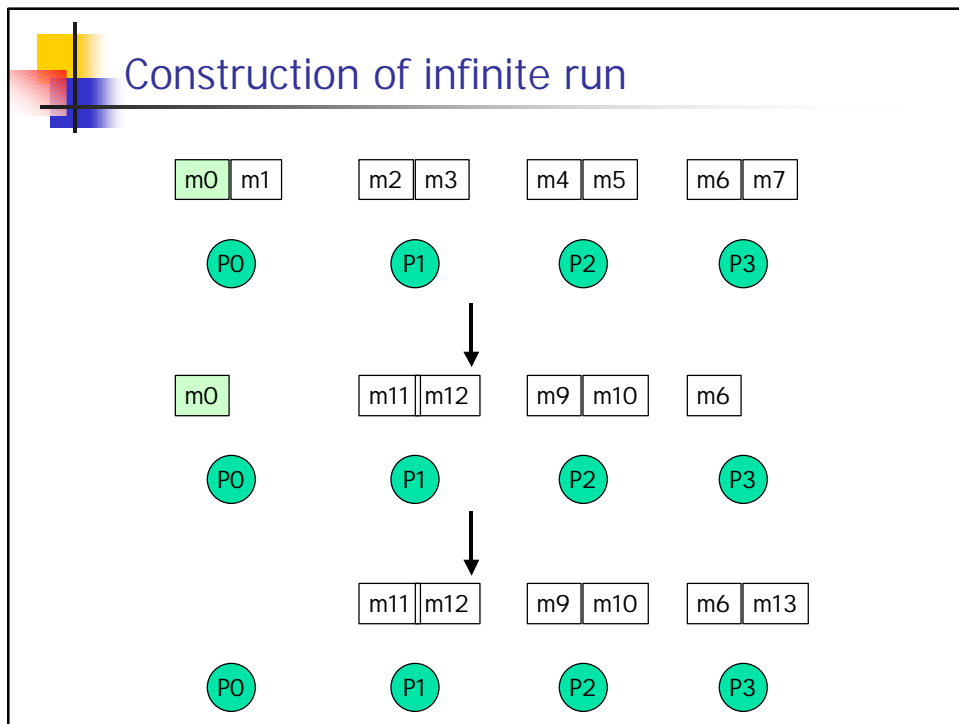 Construction of infinite run
m0 m1 m2 m3 m4 m5 m6 m7
P0 P1 P2 P3
m0 m11 m12 m9 m10 m6
P0 P1 P2 P3
m11 m12 m9 m10 m6 m13
P0 P1 P2 P3